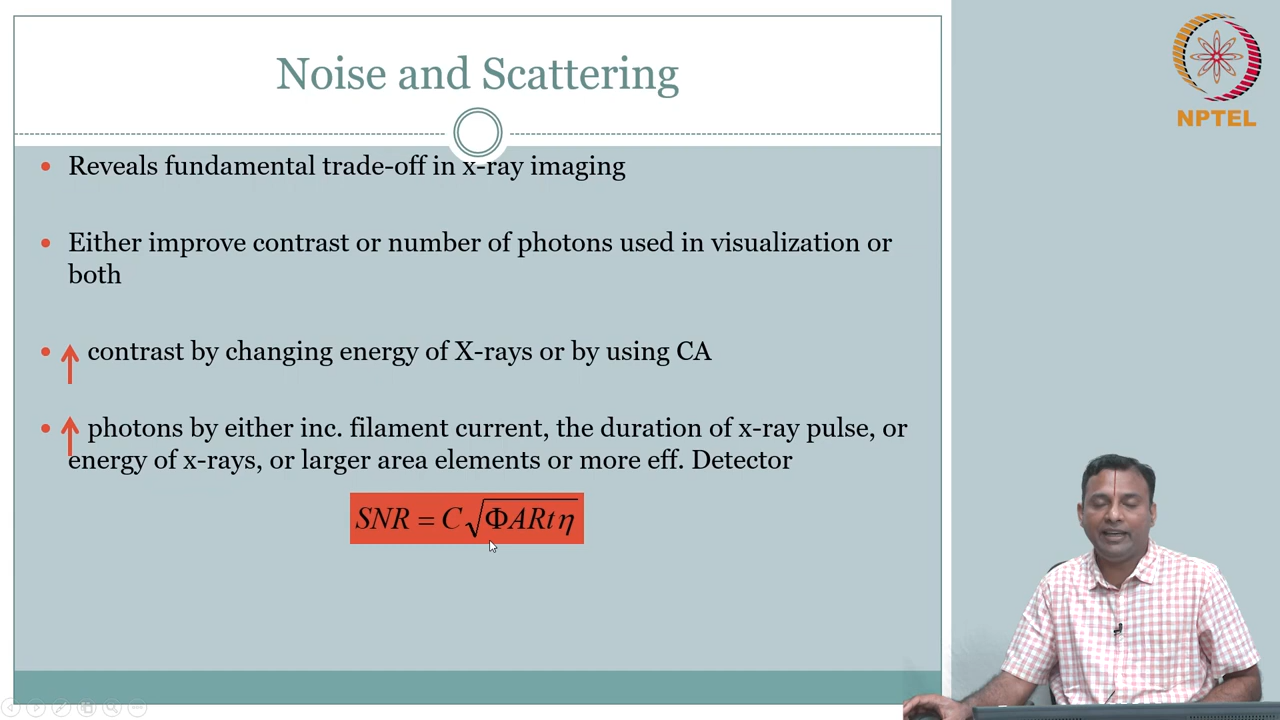 Noise and Scattering
NPTEL
• Reveals fundamental trade-off in x-ray imaging
• Either improve contrast or number of photons used in visualization or
both
• ↑ contrast by changing energy of X-rays or by using CA
• ↑ photons by either inc. filament current, the duration of x-ray pulse, or
energy of x-rays, or larger area elements or more eff. Detector
SNR = C√ΦARtη